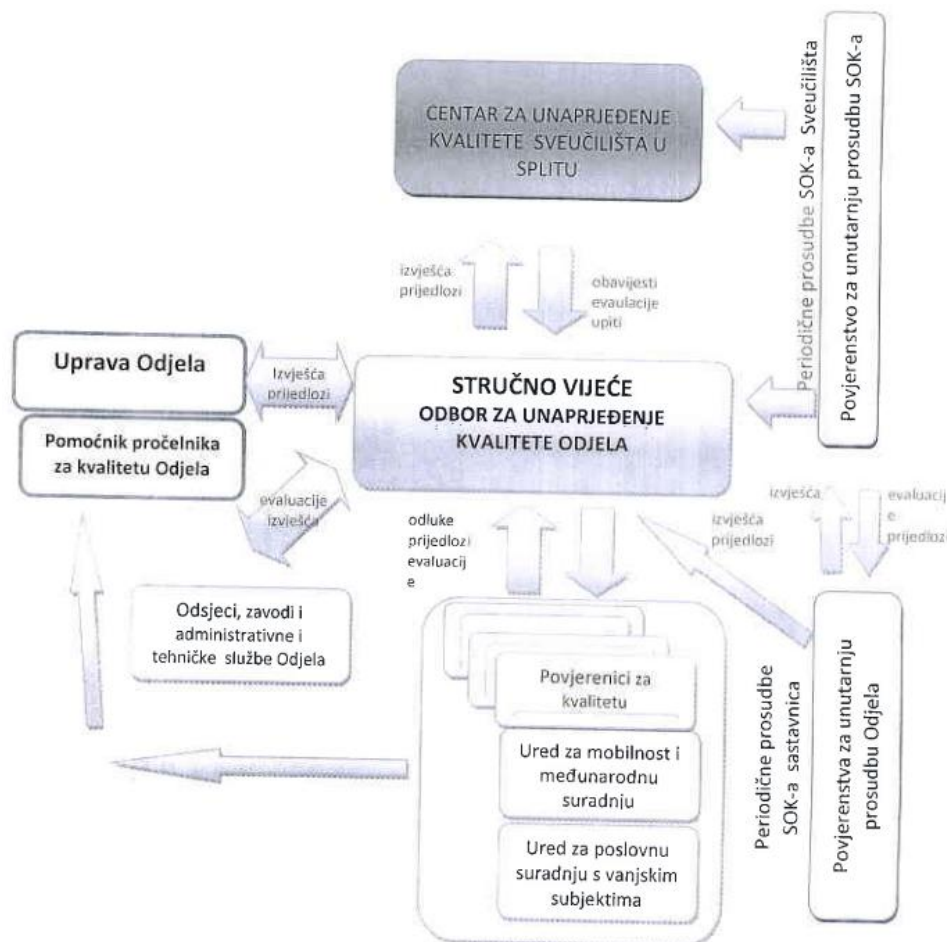 CENTAR ZA UNAPRJEĐENJE
KVALITETE SVEUČILIŠTA U
SPLITU
Periodične prosudbe SOK-a Sveučilišta
Povjerenstvo za unutarnju prosudbu SOK-a
izvješća
prijedlozi
obavijesti
evaulacije
upiti
Uprava Odjela
Izvješća
prijedlozi
STRUČNO VIJEĆE
ODBOR ZA UNAPRJEĐENJE
KVALITETE ODJELA
Pomoćnik pročelnika
za kvalitetu Odjela
evaluacije
izvješća
odluke
prijedlozi
evaluacij
e
izvješća
prijedlozi
izvješća
evaluacij
e
prijedlozi
Odsjeci, zavodi i
administrativne i
tehničke službe Odjela
Povjerenici za
kvalitetu
Ured za mobilnost i
međunarodnu
suradnju
Ured za poslovnu
suradnju s vanjskim
subjektima
Periodične prosudbe
SOK-a sastavnica
Povjerenstva za unutarnju
prosudbu Odjela